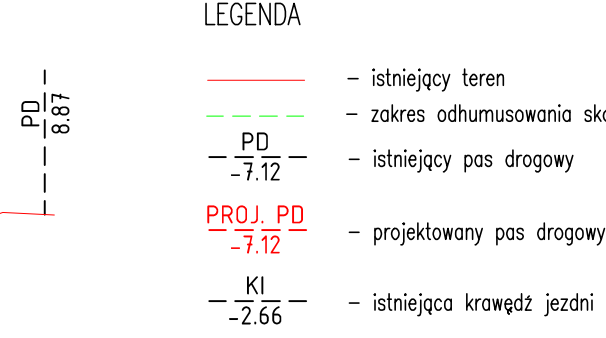 LEGENDA
PD
8.87
– istniejący teren
– zakres odhumusowania
PD
-7.12
– istniejący pas drogowy
PROJ. PD
-7.12
– projektowany pas drogowy
KI
-2.66
– istniejąca krawędź jezdni